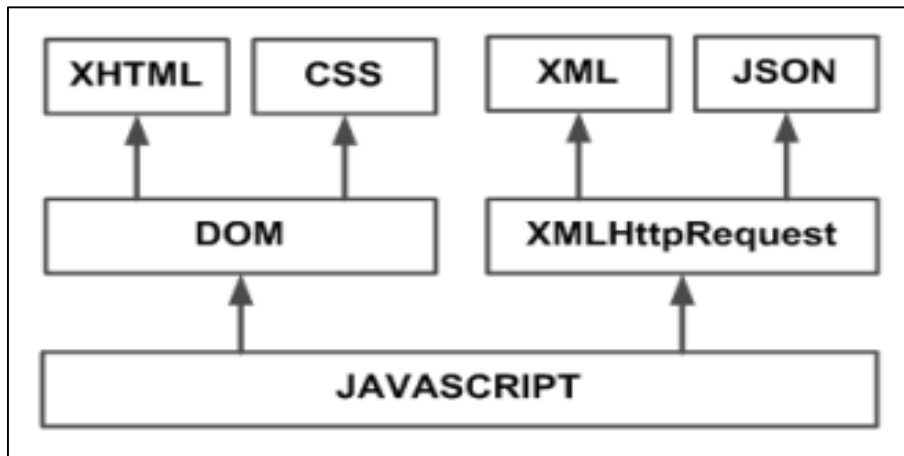 XHTML
CSS
XML
JSON
DOM
XMLHttpRequest
JAVASCRIPT